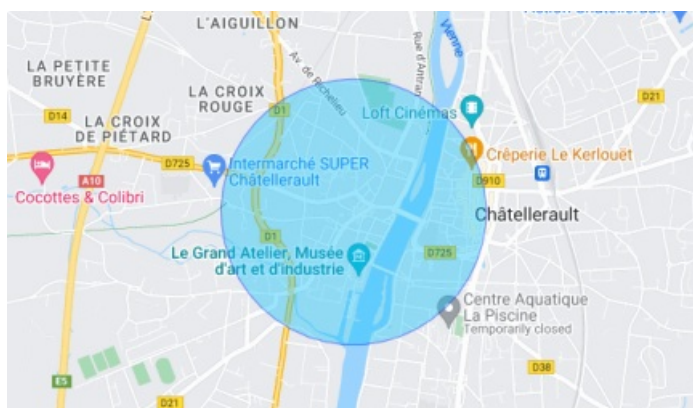 L'AIGUILLON
LA PETITE
BRUYÈRE
Av. de Richelieu
Rue d'Antran
Vienne
LA CROIX
ROUGE
D1
D21
Loft Cinémas
D14
LA CROIX
DE PIÉTARD
D725
Intermarché SUPER
Châtellerault
Crêperie Le Kerlouët
A10
D910
Cocottes & Colibri
Châtellerault
D1
Le Grand Atelier, Musée
d'art et d'industrie
D725
Centre Aquatique
La Piscine
Temporarily closed
D38
E5
D21